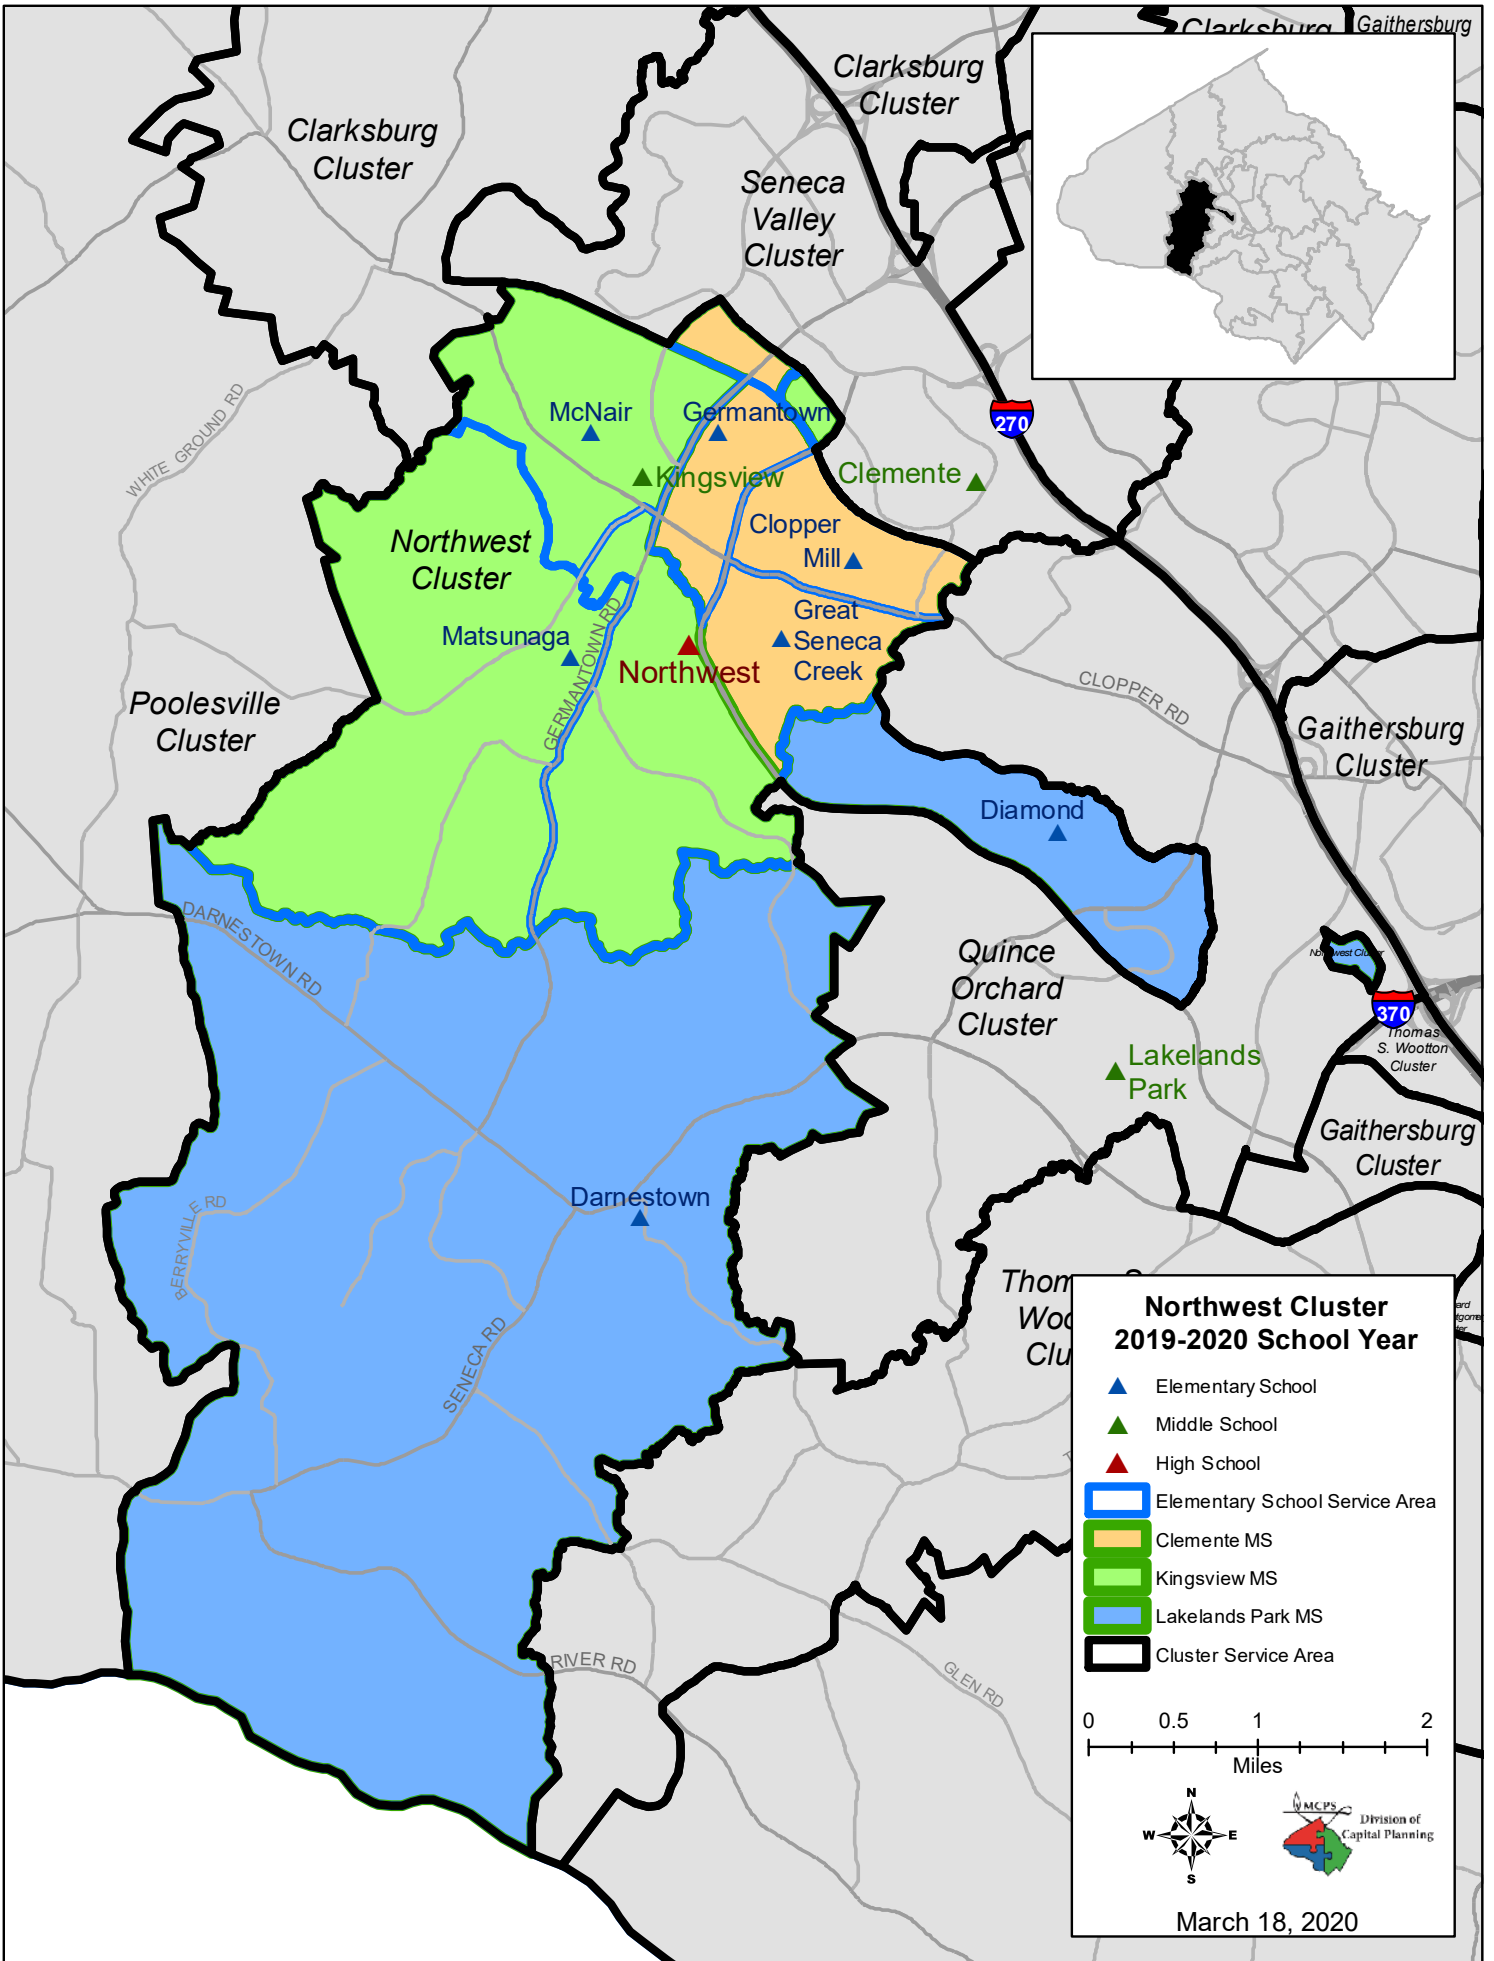 Clarksburg
Gaithersburg
Clarksburg
Cluster
Clarksburg
Cluster
Seneca
Valley
Cluster
270
WHITE GROUND RD
McNair
Germantown
Kingsview
Clemente
Northwest
Cluster
Clopper
Mill
Great
Seneca
Creek
Matsunaga
GERMANTOWN RD
Northwest
CLOPPER RD
Poolesville
Cluster
Gaithersburg
Cluster
Diamond
DARNESTOWN RD
Quince
Orchard
Cluster
Northwest Cluster
370
Thomas
S. Wootton
Cluster
Lakelands
Park
Gaithersburg
Cluster
Darnestown
BERRYVILLE RD
SENECA RD
RIVER RD
GLEN RD
Northwest Cluster
2019-2020 School Year
Elementary School
Middle School
High School
Elementary School Service Area
Clemente MS
Kingsview MS
Lakelands Park MS
Cluster Service Area
0 0.5 1 2
Miles
N
W E
S
MCPS
Division of
Capital Planning
March 18, 2020